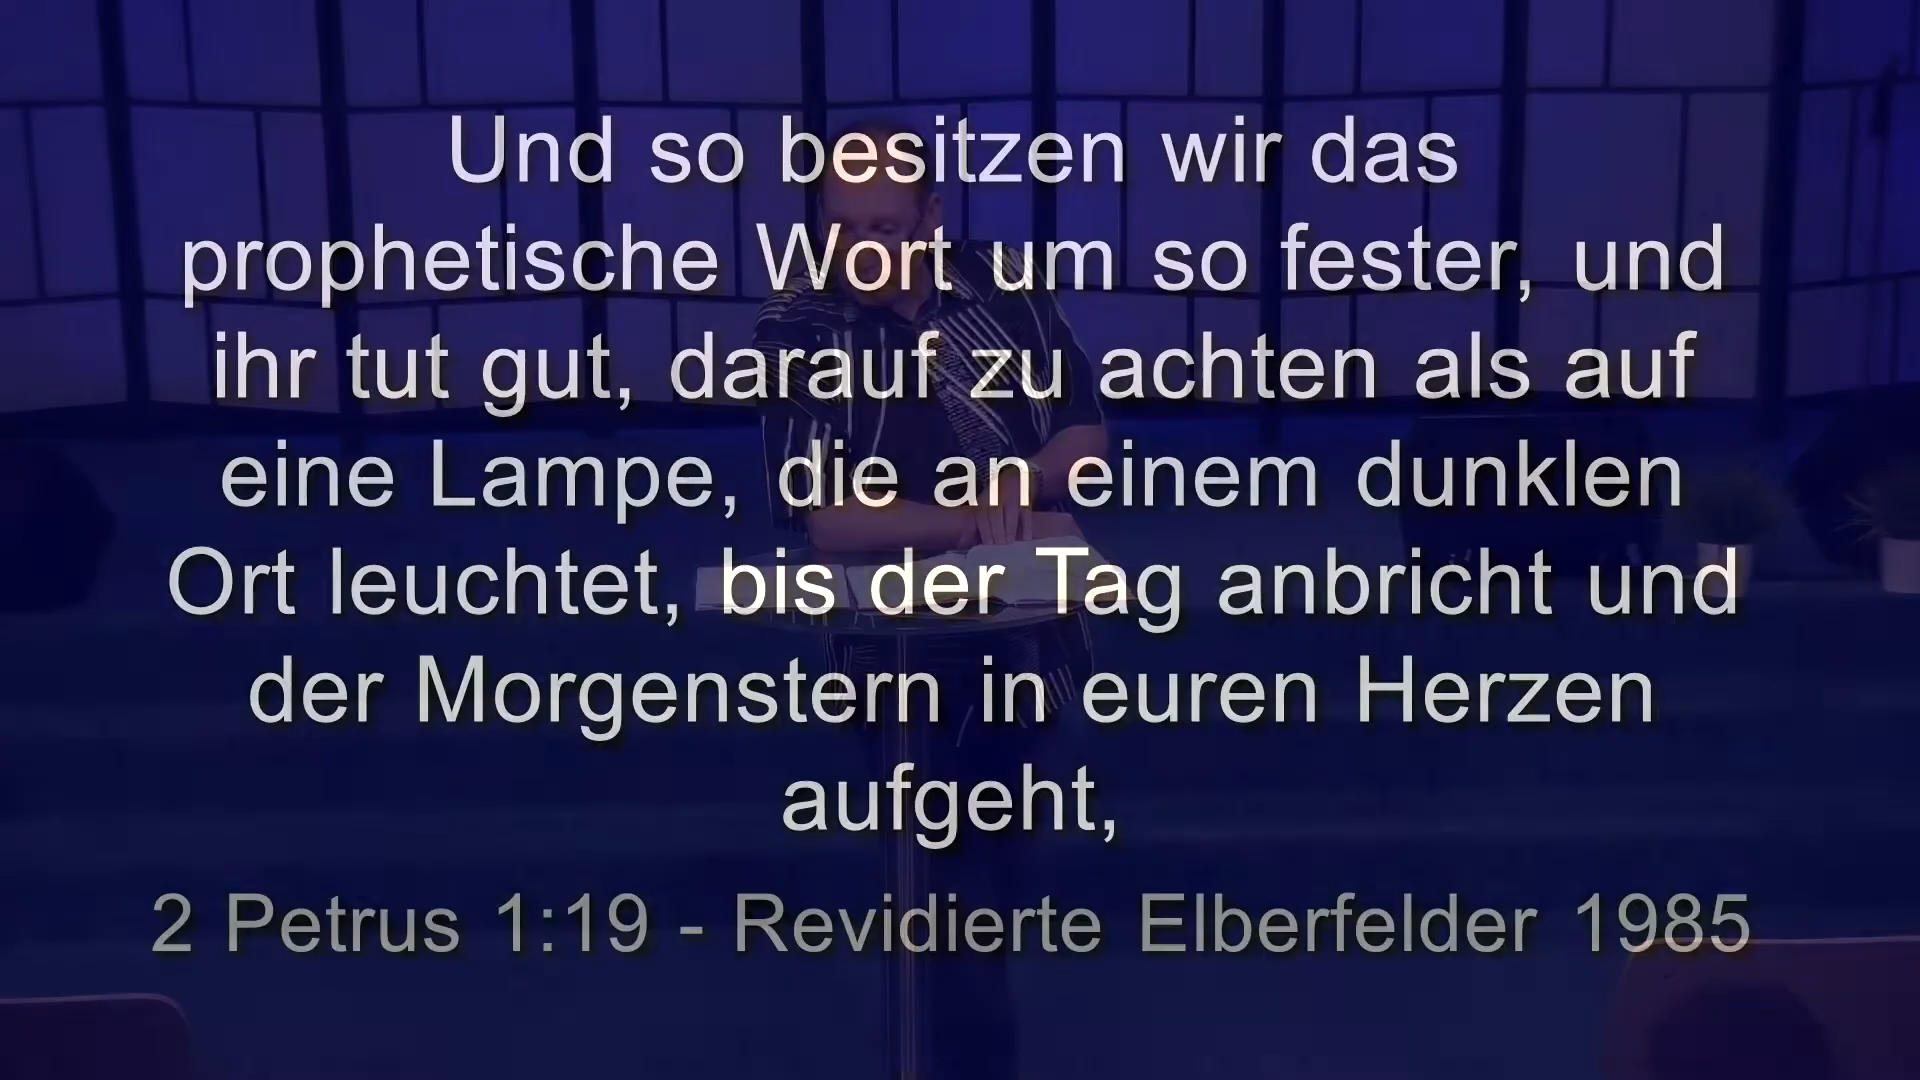 Und so besitzen wir das
prophetische Wort um so fester, und
ihr tut gut, darauf zu achten als auf
eine Lampe, die an einem dunklen
Ort leuchtet, bis der Tag anbricht und
der Morgenstern in euren Herzen
aufgeht,
2 Petrus 1:19 - Revidierte Elberfelder 1985